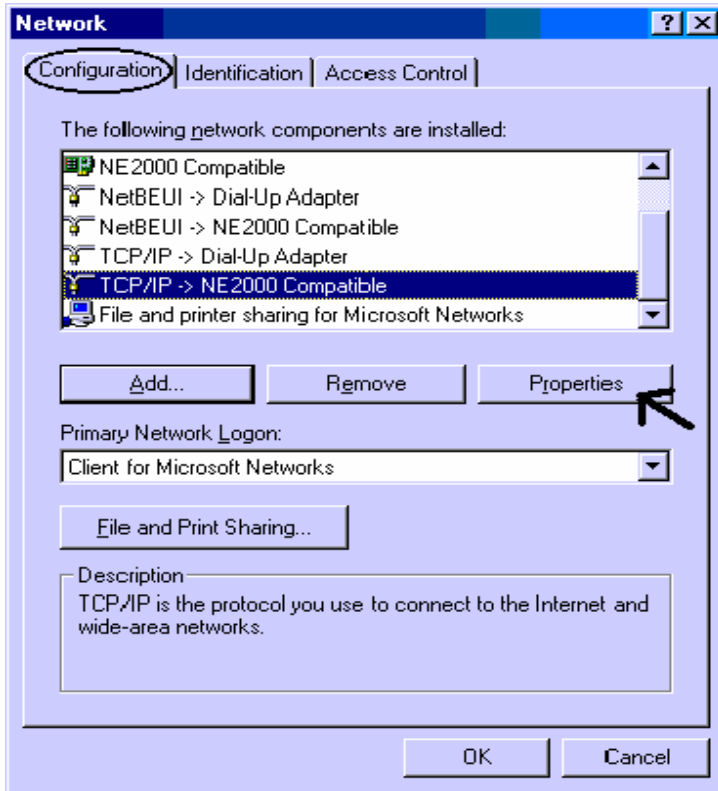 Network
Configuration Identification Access Control
The following network components are installed:
NE2000 Compatible
NetBEUI -> Dial-Up Adapter
NetBEUI -> NE2000 Compatible
TCP/IP -> Dial-Up Adapter
TCP/IP -> NE2000 Compatible
File and printer sharing for Microsoft Networks
Add... Remove Properties
Primary Network Logon:
Client for Microsoft Networks
File and Print Sharing...
Description
TCP/IP is the protocol you use to connect to the Internet and
wide-area networks.
OK Cancel